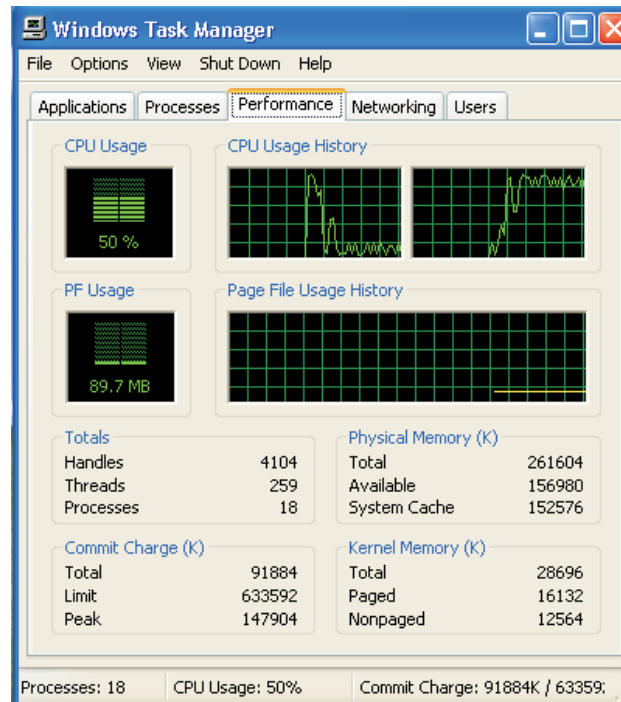 Windows Task Manager
File Options View Shut Down Help
Applications Processes Performance Networking Users
CPU Usage
CPU Usage History
50 %
PF Usage
Page File Usage History
89.7 MB
Totals
Handles 4104
Threads 259
Processes 18
Physical Memory (K)
Total 261604
Available 156980
System Cache 152576
Commit Charge (K)
Total 91884
Limit 633592
Peak 147904
Kernel Memory (K)
Total 28696
Paged 16132
Nonpaged 12564
Processes: 18 CPU Usage: 50% Commit Charge: 91884K / 63359